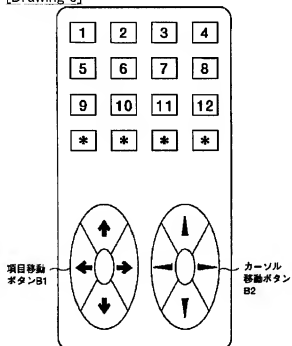 [Drawing 6]
1 2 3 4
5 6 7 8
9 10 11 12
* * * *
項目移動
ボタンB1
カーソル
移動ボタン
B2